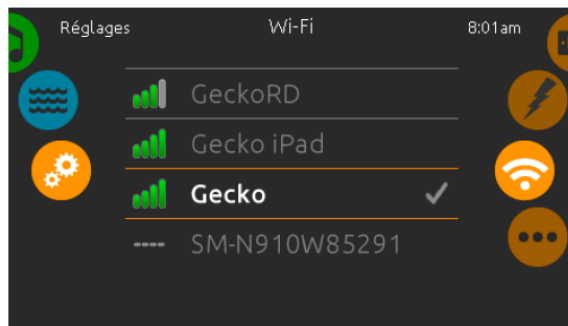 Réglages Wi-Fi 8:01am
GeckoRD
Gecko iPad
Gecko
SM-N910W85291